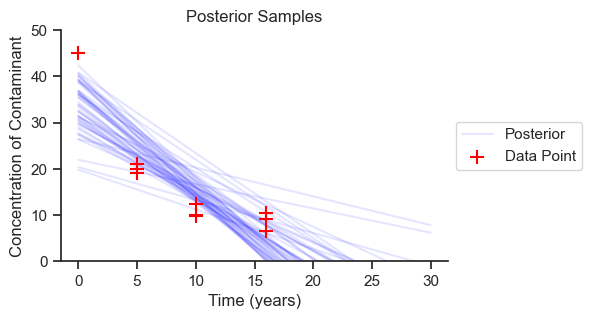 Posterior Samples
Concentration of Contaminant
50
40
30
20
10
0
0 5 10 15 20 25 30
Time (years)
Posterior
Data Point